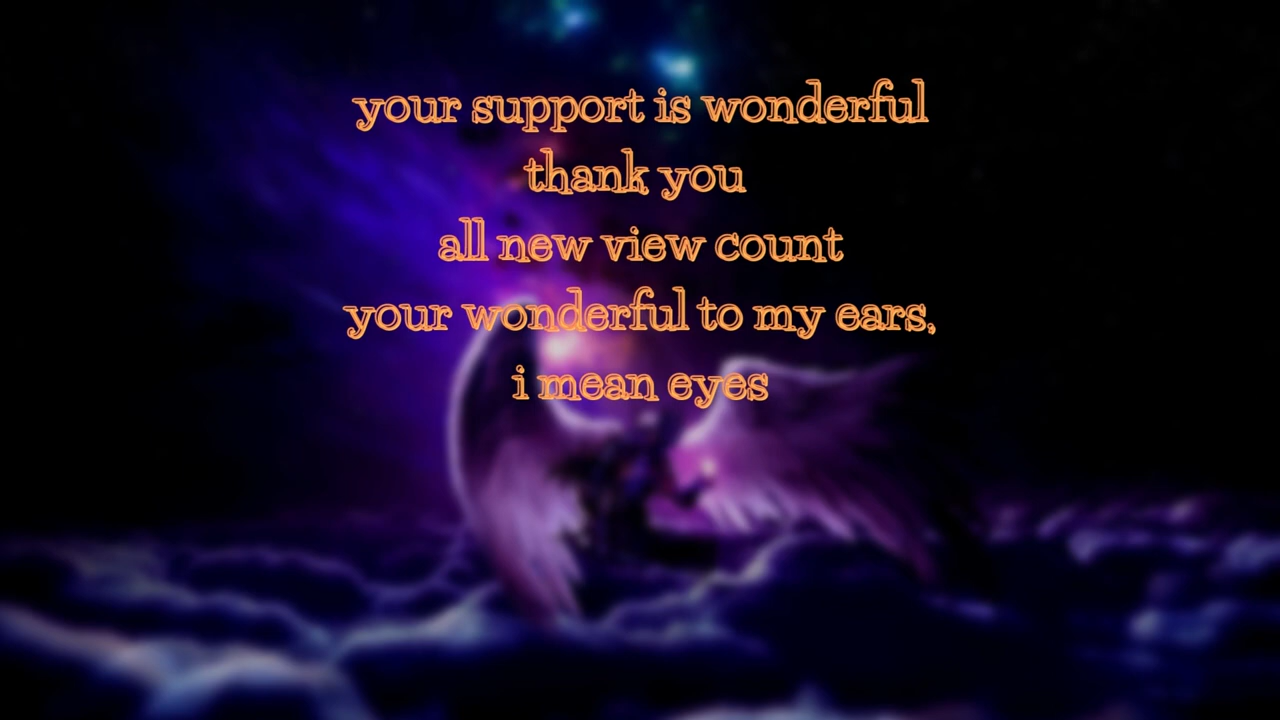 your support is wonderful
thank you
all new view count
your wonderful to my ears,
i mean eyes